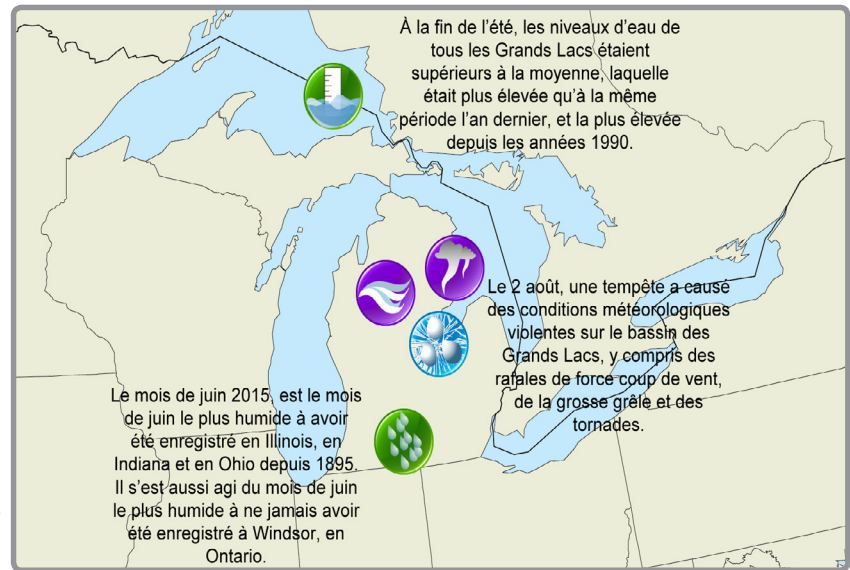 À la fin de l'été, les niveaux d'eau de
tous les Grands Lacs étaient
supérieurs à la moyenne, laquelle
était plus élevée qu'à la même
période l'an dernier, et la plus élevée
depuis les années 1990.
Le 2 août, une tempête a causé
des conditions météorologiques
violentes sur le bassin des
Grands Lacs, y compris des
rafales de force coup de vent,
de la grosse grêle et des
tornades.
Le mois de juin 2015, est le mois
de juin le plus humide à avoir
été enregistré en Illinois, en
Indiana et en Ohio depuis 1895.
Il s'est aussi agi du mois de juin
le plus humide à ne jamais avoir
été enregistré à Windsor, en
Ontario.